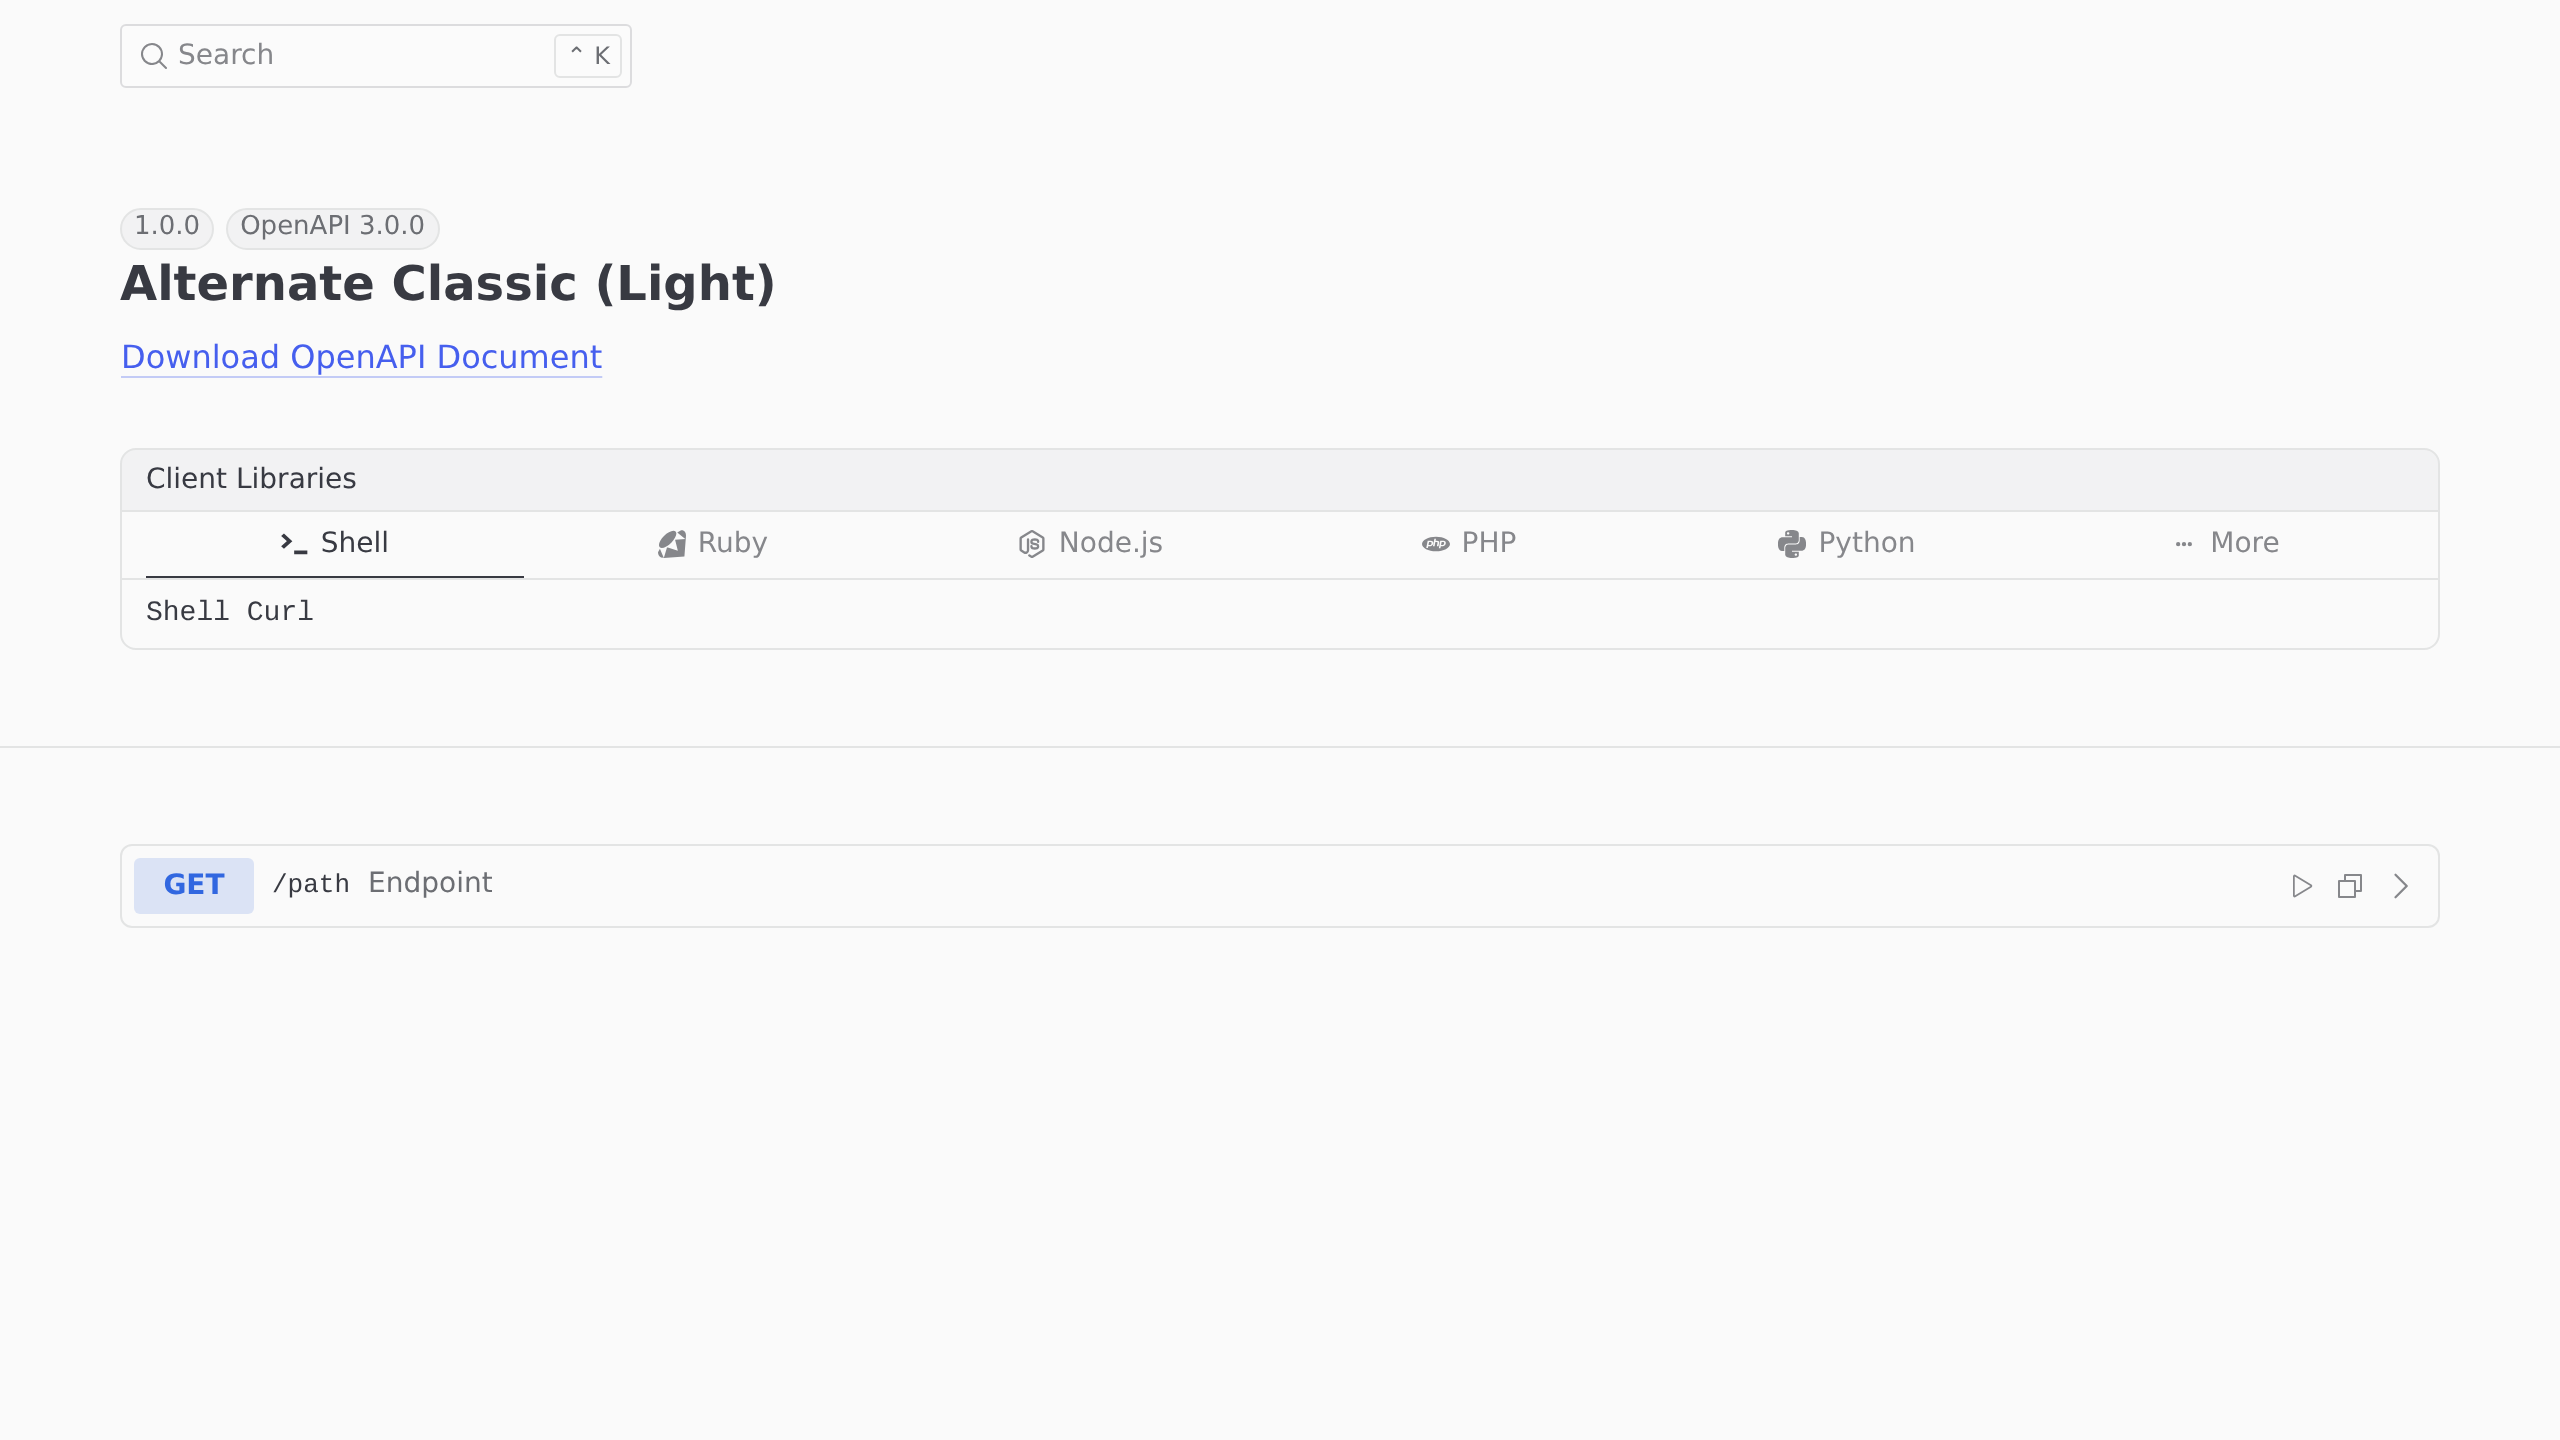 Search ⌃ K
1.0.0 OpenAPI 3.0.0
Alternate Classic (Light)
Download OpenAPI Document
Client Libraries
Shell Ruby Node.js PHP Python More
Shell Curl
GET /path Endpoint